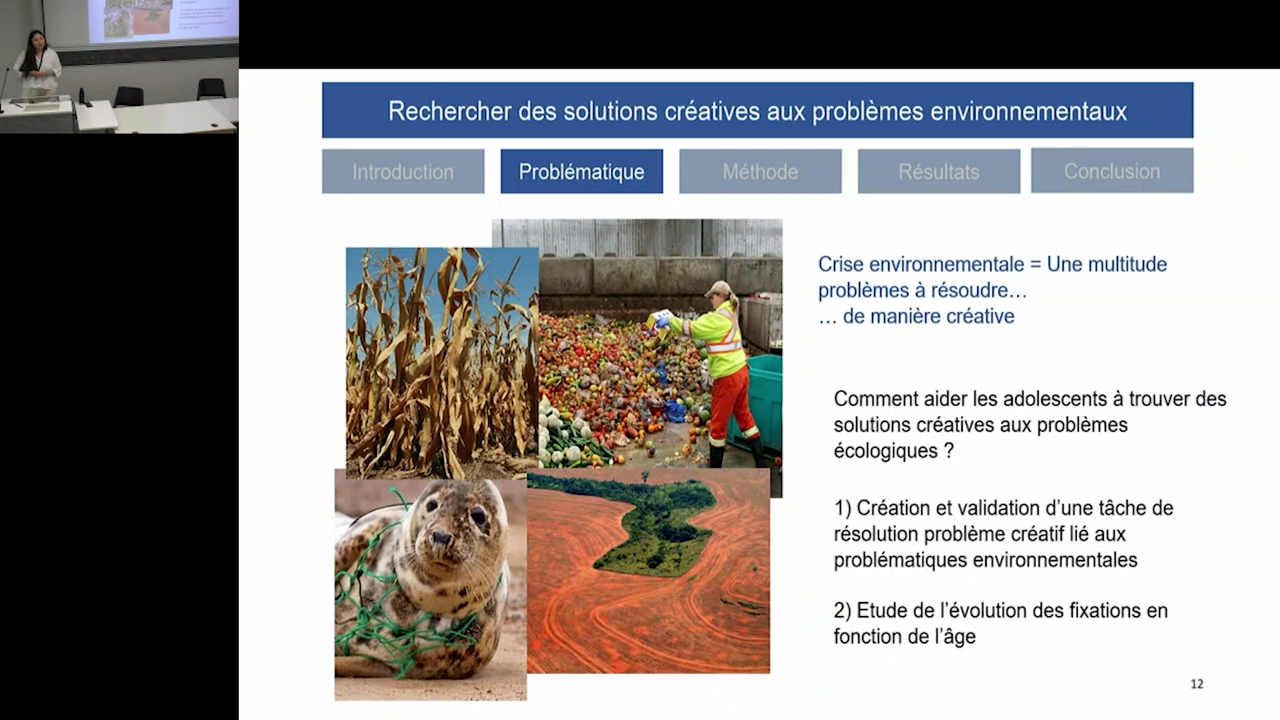 Rechercher des solutions créatives aux problèmes environnementaux
Introduction
Problématique
Méthode
Résultats
Conclusion
Crise environnementale = Une multitude
problèmes à résoudre…
… de manière créative
Comment aider les adolescents à trouver des
solutions créatives aux problèmes
écologiques ?
1) Création et validation d’une tâche de
résolution problème créatif lié aux
problématiques environnementales
2) Etude de l’évolution des fixations en
fonction de l’âge
12